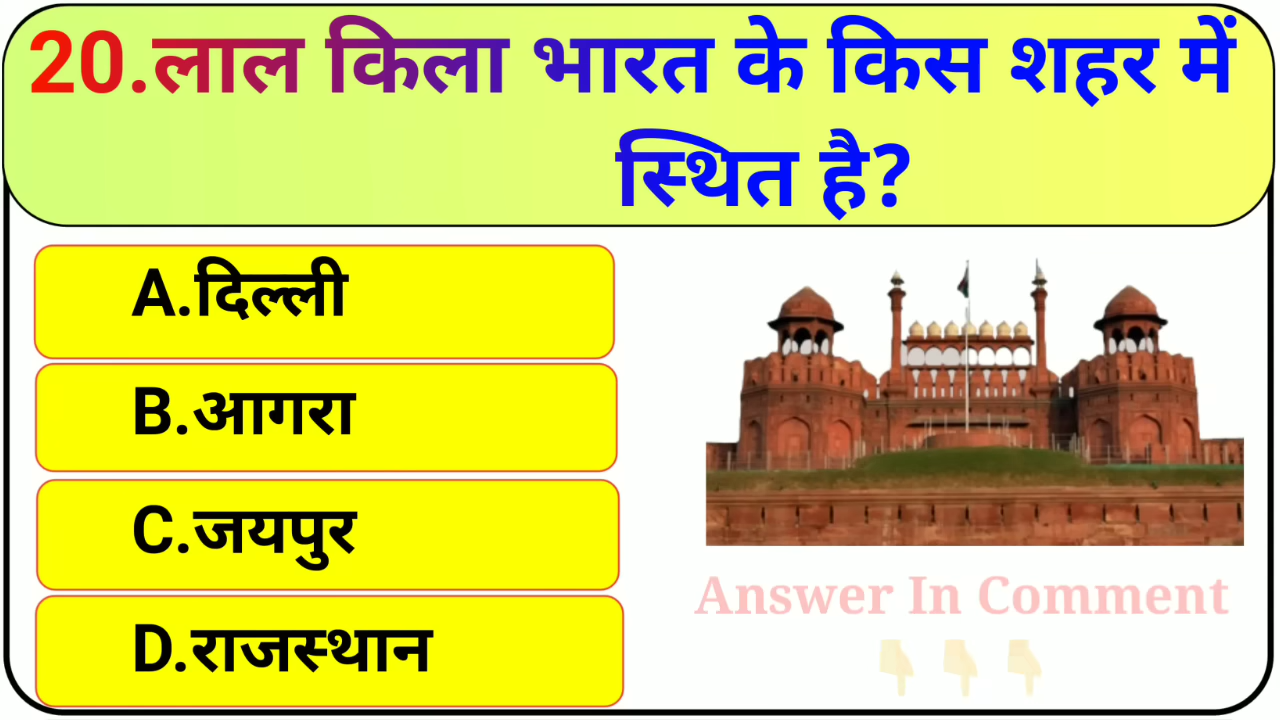 20.लाल किला भारत के किस शहर में
स्थित है?
A.दिल्ली
B.आगरा
C.जयपुर
D.राजस्थान
Answer In Comment